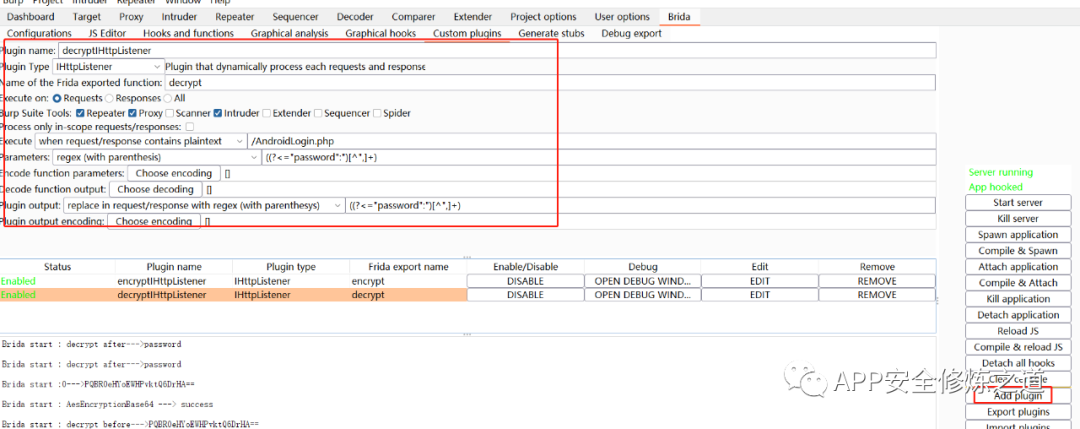 Burp Project Intruder Repeater Window Help
Dashboard Target Proxy Intruder Repeater Sequencer Decoder Comparer Extender Project options User options Brida
Configurations JS Editor Hooks and functions Graphical analysis Graphical hooks Custom plugins Generate stubs Debug export
Plugin name: decryptIHttpListener
Plugin Type IHttpListener Plugin that dynamically process each requests and response
Name of the Frida exported function: decrypt
Execute on: Requests Responses All
Burp Suite Tools: Repeater Proxy Scanner Intruder Extender Sequencer Spider
Process only in-scope requests/responses:
Execute when request/response contains plaintext /AndroidLogin.php
Parameters: regex (with parenthesis) ((?<="password":")[^",]+)
Encode function parameters: Choose encoding []
Decode function output: Choose decoding []
Plugin output: replace in request/response with regex (with parenthesys) ((?<="password":")[^",]+)
Plugin output encoding: Choose encoding []
Server running
App hooked
Start server
Kill server
Spawn application
Compile & Spawn
Attach application
Compile & Attach
Kill application
Detach application
Reload JS
Compile & reload JS
Detach all hooks
Clear console
Add plugin
Export plugins
Import plugins
Status Plugin name Plugin type Frida export name Enable/Disable Debug Edit Remove
Enabled encryptIHttpListener IHttpListener encrypt DISABLE OPEN DEBUG WIND... EDIT REMOVE
Enabled decryptIHttpListener IHttpListener decrypt DISABLE OPEN DEBUG WIND... EDIT REMOVE
Brida start : decrypt after--->password
Brida start : decrypt after--->password
Brida start :0--->PQBR0eHYoEWHPvktQ6DrHA==
Brida start : AesEncryptionBase64 ---> success
Brida start : decrypt before--->PQBR0eHYoEWHPvktQ6DrHA==
APP安全修炼之道